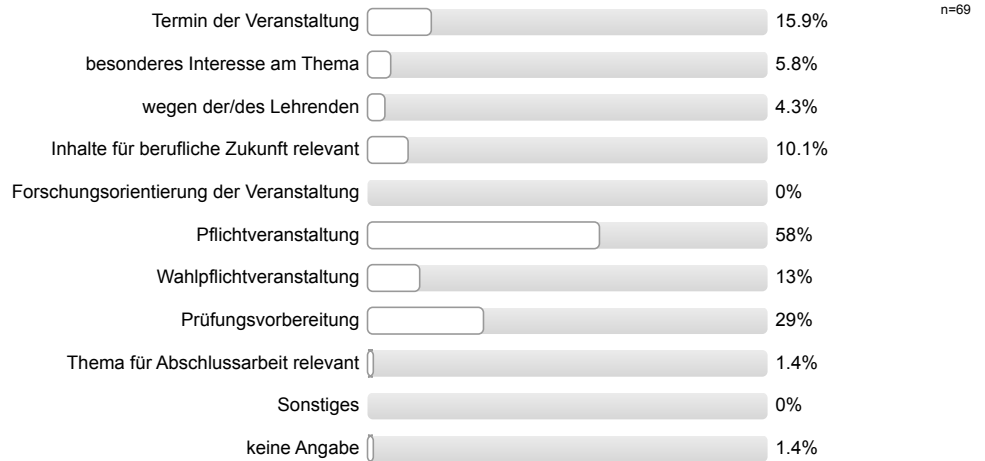 Termin der Veranstaltung 15.9% n=69
besonderes Interesse am Thema 5.8%
wegen der/des Lehrenden 4.3%
Inhalte für berufliche Zukunft relevant 10.1%
Forschungsorientierung der Veranstaltung 0%
Pflichtveranstaltung 58%
Wahlpflichtveranstaltung 13%
Prüfungsvorbereitung 29%
Thema für Abschlussarbeit relevant 1.4%
Sonstiges 0%
keine Angabe 1.4%